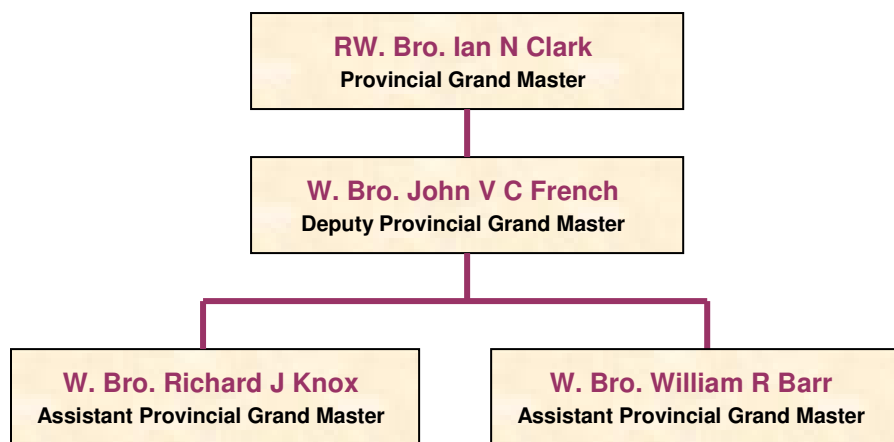 RW. Bro. Ian N Clark
Provincial Grand Master
W. Bro. John V C French
Deputy Provincial Grand Master
W. Bro. Richard J Knox
Assistant Provincial Grand Master
W. Bro. William R Barr
Assistant Provincial Grand Master